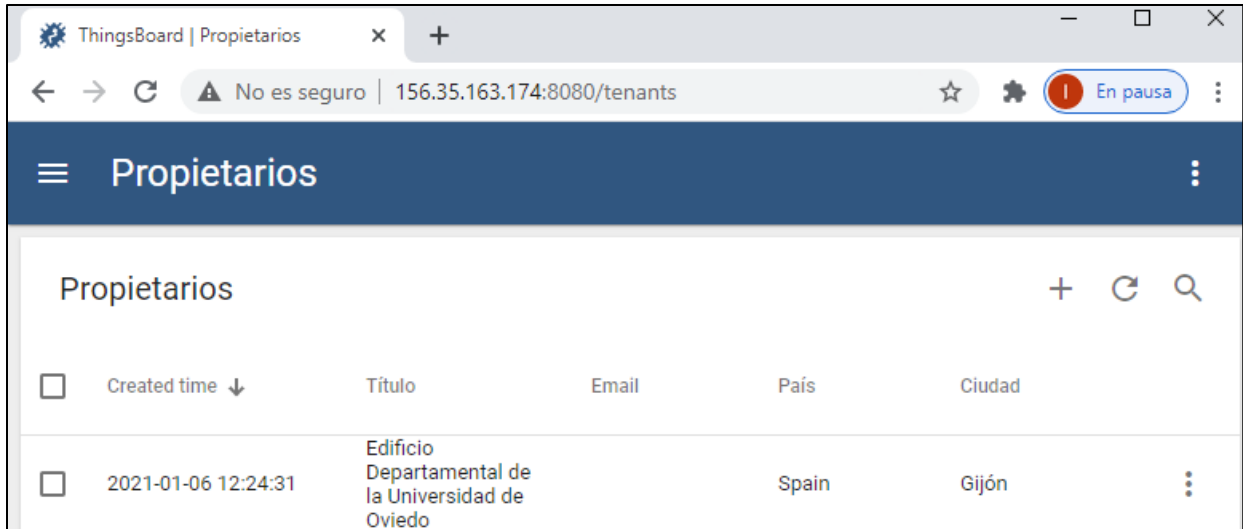 ThingsBoard | Propietarios
No es seguro | 156.35.163.174:8080/tenants
I En pausa
Propietarios
Propietarios
Created time Título Email País Ciudad
2021-01-06 12:24:31 Edificio Spain Gijón
Departamental de
la Universidad de
Oviedo